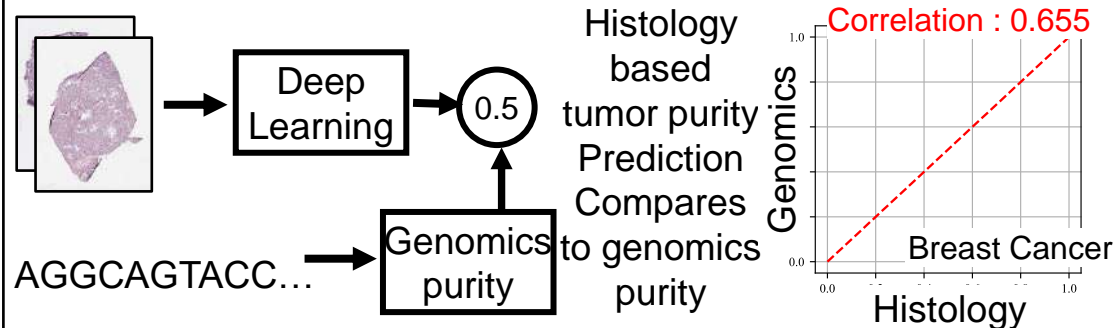 Deep
Learning
0.5
AGGCAGTACC...
Genomics
purity
Histology
based
tumor purity
Prediction
Compares
to genomics
purity
Correlation : 0.655
1.0
Genomics
0.0
Breast Cancer
0.0
1.0
Histology